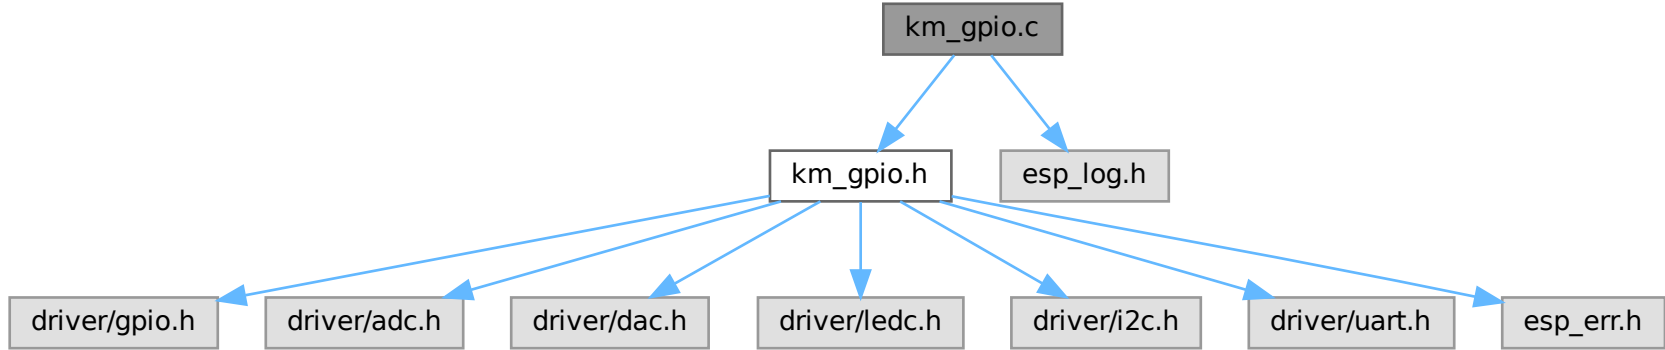 km_gpio.c
km_gpio.h
esp_log.h
driver/gpio.h
driver/adc.h
driver/dac.h
driver/ledc.h
driver/i2c.h
driver/uart.h
esp_err.h